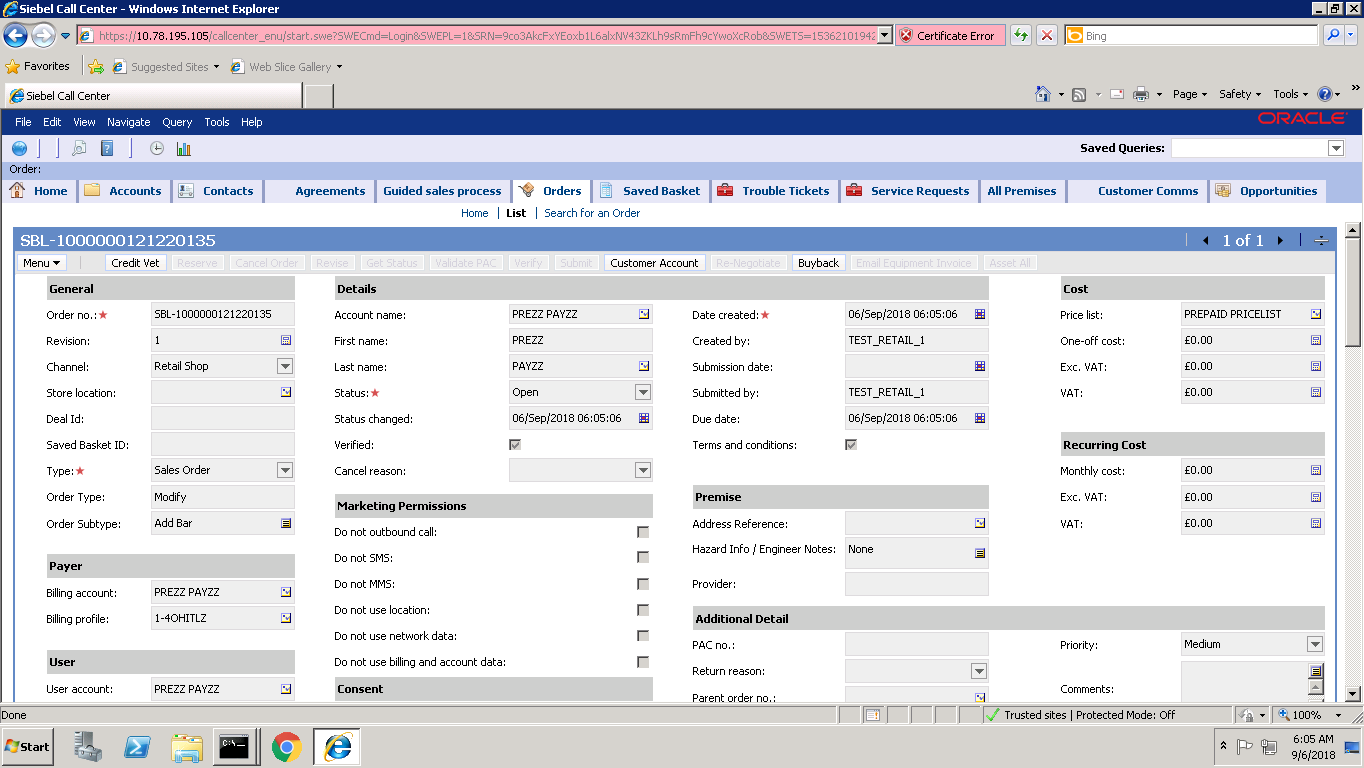 Siebel Call Center - Windows Internet Explorer
https://10.78.195.105/callcenter_enu/start.swe?SWECmd=Login&SWEPL=1&SRN=
Certificate Error
Bing
Favorites
Suggested Sites
Web Slice Gallery
Siebel Call Center
Page
Safety
Tools
File Edit View Navigate Query Tools Help
ORACLE
Saved Queries:
Order:
Home Accounts Contacts Agreements Guided sales process Orders Saved Basket Trouble Tickets Service Requests All Premises Customer Comms Opportunities
Home | List | Search for an Order
SBL-1000000121220135
1 of 1
Menu Credit Vet Reserve Cancel Order Revise Get Status Validate PAC Verify Submit Customer Account Re-Negotiate Buyback Email Equipment Invoice Asset All
General
Order no.: SBL-1000000121220135
Revision: 1
Channel: Retail Shop
Store location:
Deal Id:
Saved Basket ID:
Type: Sales Order
Order Type: Modify
Order Subtype: Add Bar
Payer
Billing account: PREZZ PAYZZ
Billing profile: 1-4OHITLZ
User
User account: PREZZ PAYZZ
Details
Account name: PREZZ PAYZZ
First name: PREZZ
Last name: PAYZZ
Status: Open
Status changed: 06/Sep/2018 06:05:06
Verified:
Cancel reason:
Marketing Permissions
Do not outbound call:
Do not SMS:
Do not MMS:
Do not use location:
Do not use network data:
Do not use billing and account data:
Consent
Date created: 06/Sep/2018 06:05:06
Created by: TEST_RETAIL_1
Submission date:
Submitted by: TEST_RETAIL_1
Due date: 06/Sep/2018 06:05:06
Terms and conditions:
Premise
Address Reference:
Hazard Info / Engineer Notes: None
Provider:
Additional Detail
PAC no.:
Return reason:
Parent order no.:
Cost
Price list: PREPAID PRICELIST
One-off cost: £0.00
Exc. VAT: £0.00
VAT: £0.00
Recurring Cost
Monthly cost: £0.00
Exc. VAT: £0.00
VAT: £0.00
Priority: Medium
Comments:
Done
Trusted sites | Protected Mode: Off
100%
Start
6:05 AM
9/6/2018